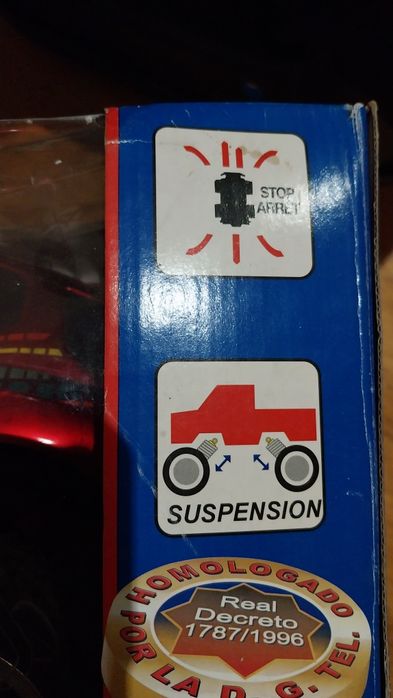 STOP
ARRET
SUSPENSION
HOMOLOGADO
Real
Decreto
1787/1996
POR LA D. G. TEL.